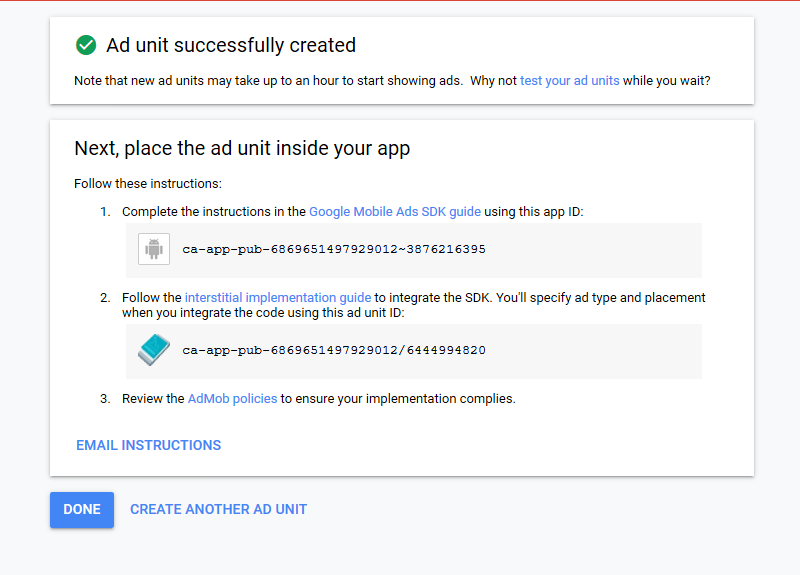 Ad unit successfully created
Note that new ad units may take up to an hour to start showing ads. Why not test your ad units while you wait?
Next, place the ad unit inside your app
Follow these instructions:
1. Complete the instructions in the Google Mobile Ads SDK guide using this app ID:
ca-app-pub-6869651497929012~3876216395
2. Follow the interstitial implementation guide to integrate the SDK. You'll specify ad type and placement
when you integrate the code using this ad unit ID:
ca-app-pub-6869651497929012/6444994820
3. Review the AdMob policies to ensure your implementation complies.
EMAIL INSTRUCTIONS
DONE CREATE ANOTHER AD UNIT